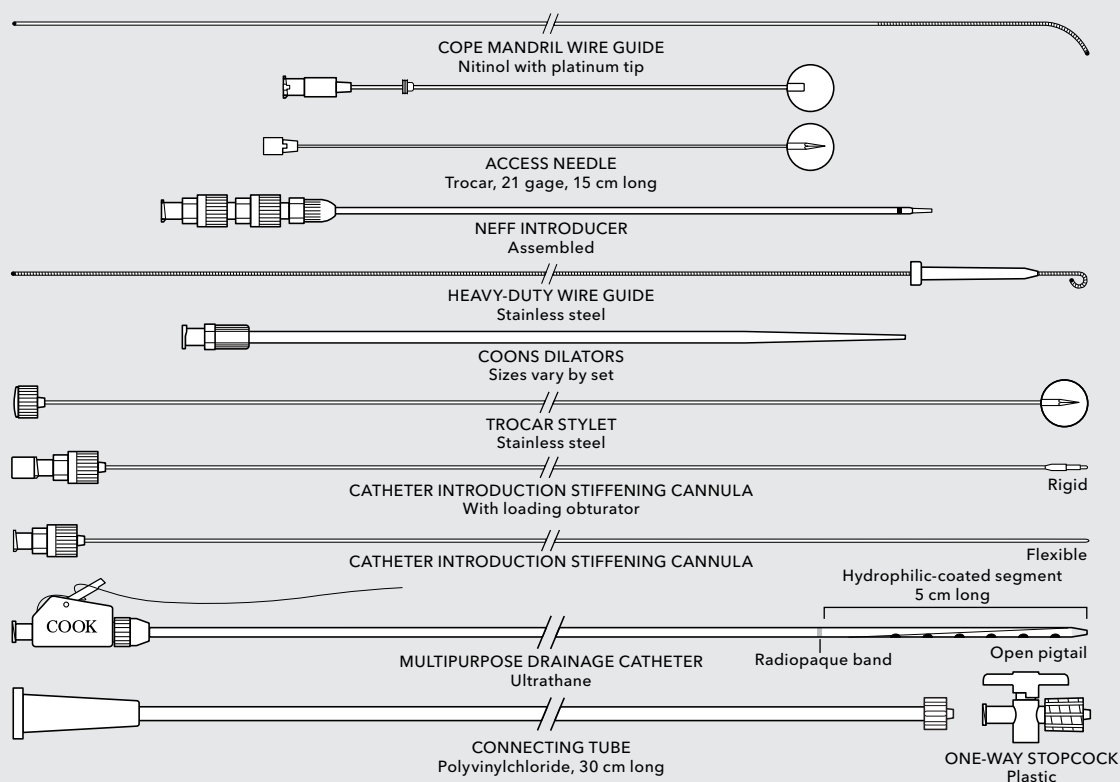 COPE MANDRIL WIRE GUIDE
Nitinol with platinum tip
ACCESS NEEDLE
Trocar, 21 gage, 15 cm long
NEFF INTRODUCER
Assembled
HEAVY-DUTY WIRE GUIDE
Stainless steel
COONS DILATORS
Sizes vary by set
TROCAR STYLET
Stainless steel
Rigid
CATHETER INTRODUCTION STIFFENING CANNULA
With loading obturator
Flexible
CATHETER INTRODUCTION STIFFENING CANNULA
Hydrophilic-coated segment
5 cm long
COOK
Radiopaque band
Open pigtail
MULTIPURPOSE DRAINAGE CATHETER
Ultrathane
CONNECTING TUBE
Polyvinylchloride, 30 cm long
ONE-WAY STOPCOCK
Plastic